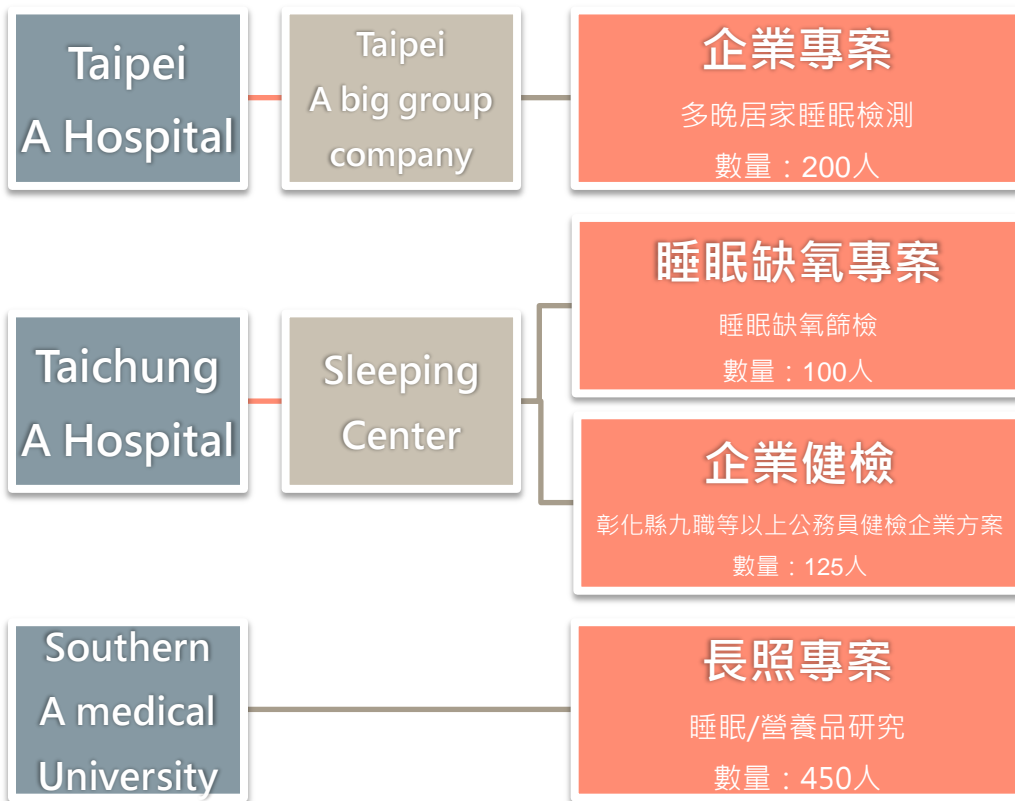 Taipei
A Hospital
Taipei
A big group
company
企業專案
多晚居家睡眠檢測
數量：200人
Taichung
A Hospital
Sleeping
Center
睡眠缺氧專案
睡眠缺氧篩檢
數量：100人
企業健檢
彰化縣九職等以上公務員健檢企業方案
數量：125人
Southern
A medical
University
長照專案
睡眠/營養品研究
數量：450人